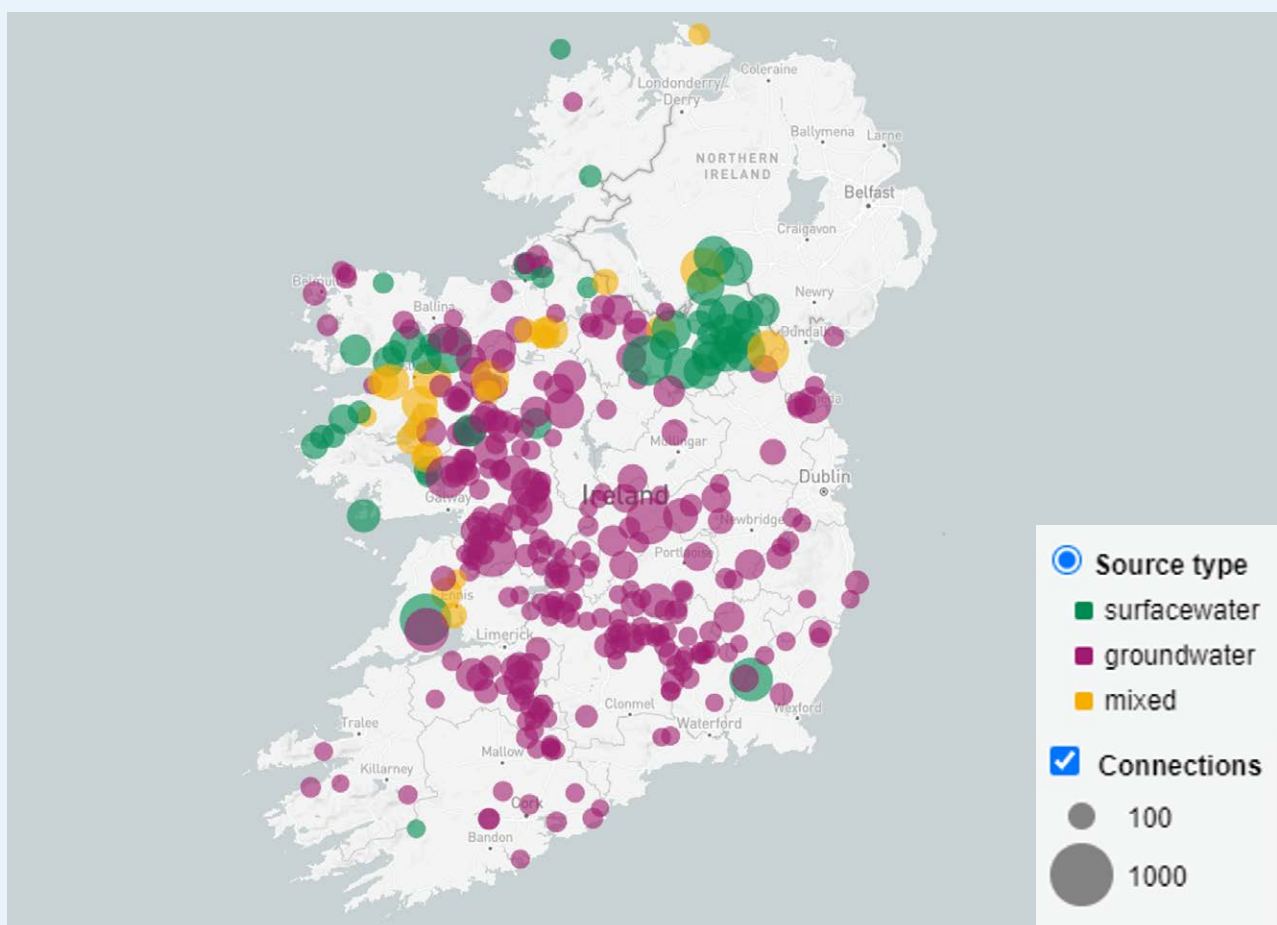 Coleraine
Londonderry/
Derry
Ballymena
Larne
NORTHERN
IRELAND
Belfast
Craigavon
Ballina
Newry
Dundalk
Mullingar
Dublin
Ireland
Galway
Newbridge
Portlaoise
Ennis
Limerick
Clonmel
Wexford
Tralee
Waterford
Mallow
Killarney
Cork
Bandon
Source type
surfacewater
groundwater
mixed
Connections
100
1000